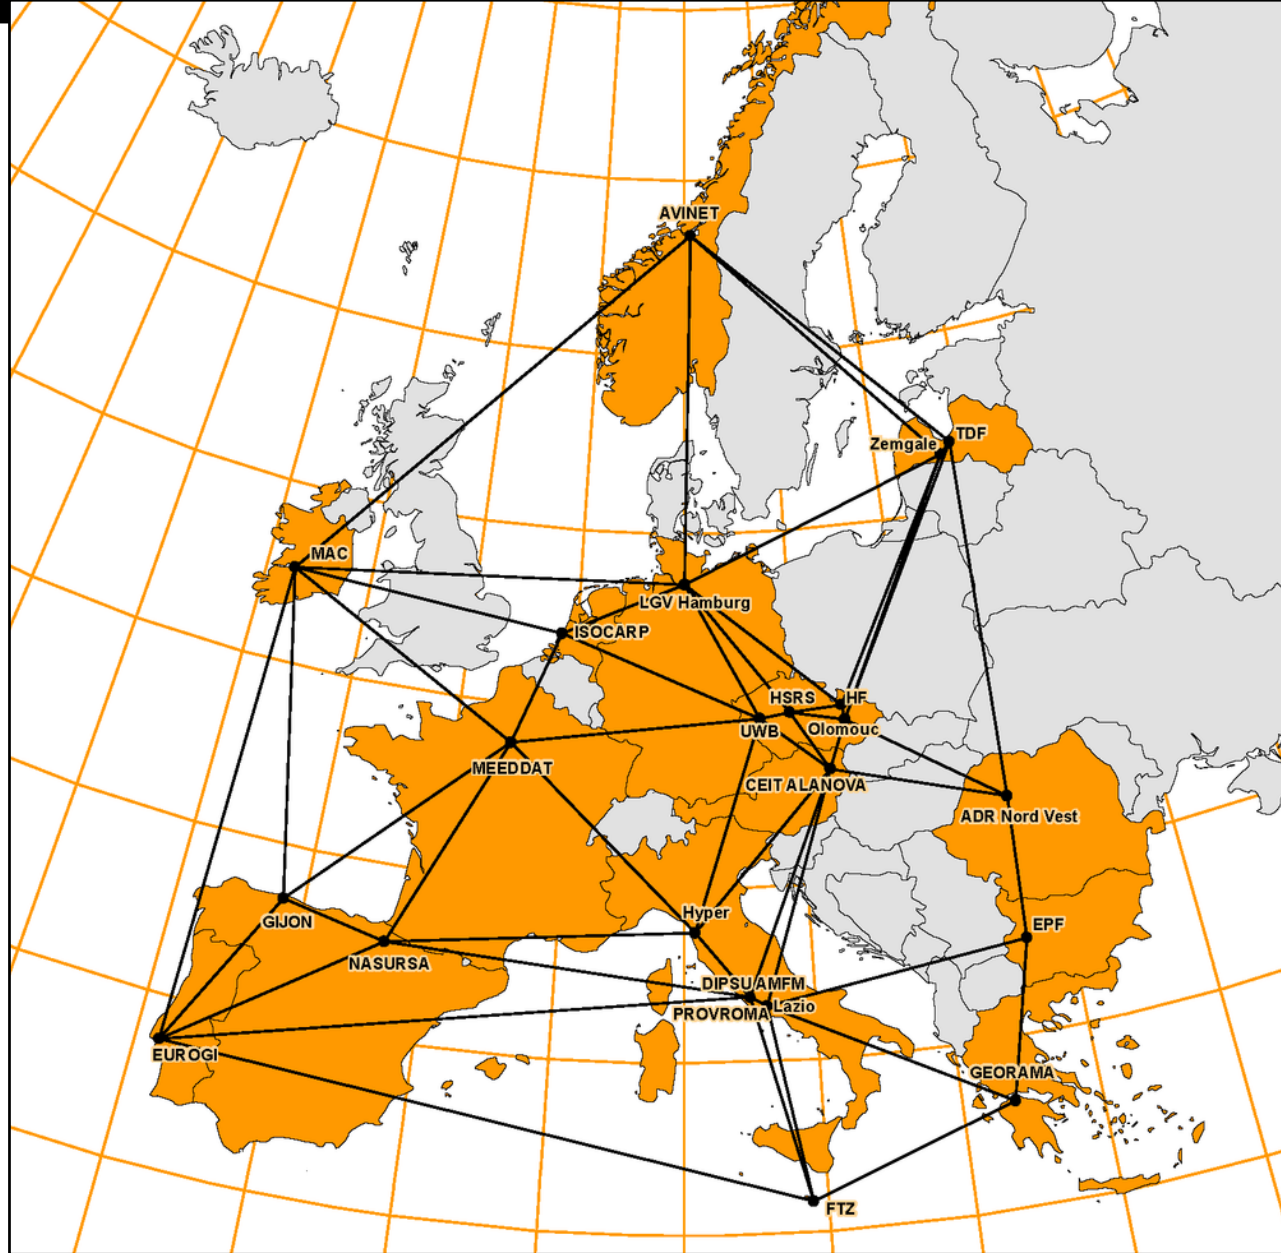 AVINET
TDF
Zemgale
MAC
LGV Hamburg
ISOCARP
HSRS
HF
UWB
Olomouc
MEEDDAT
CEIT ALANOVA
ADR Nord Vest
Hyper
GIJON
EPF
NASURSA
DIPSU AMFM
PROVROMA
Lazio
EUROGI
GEORAMA
FTZ